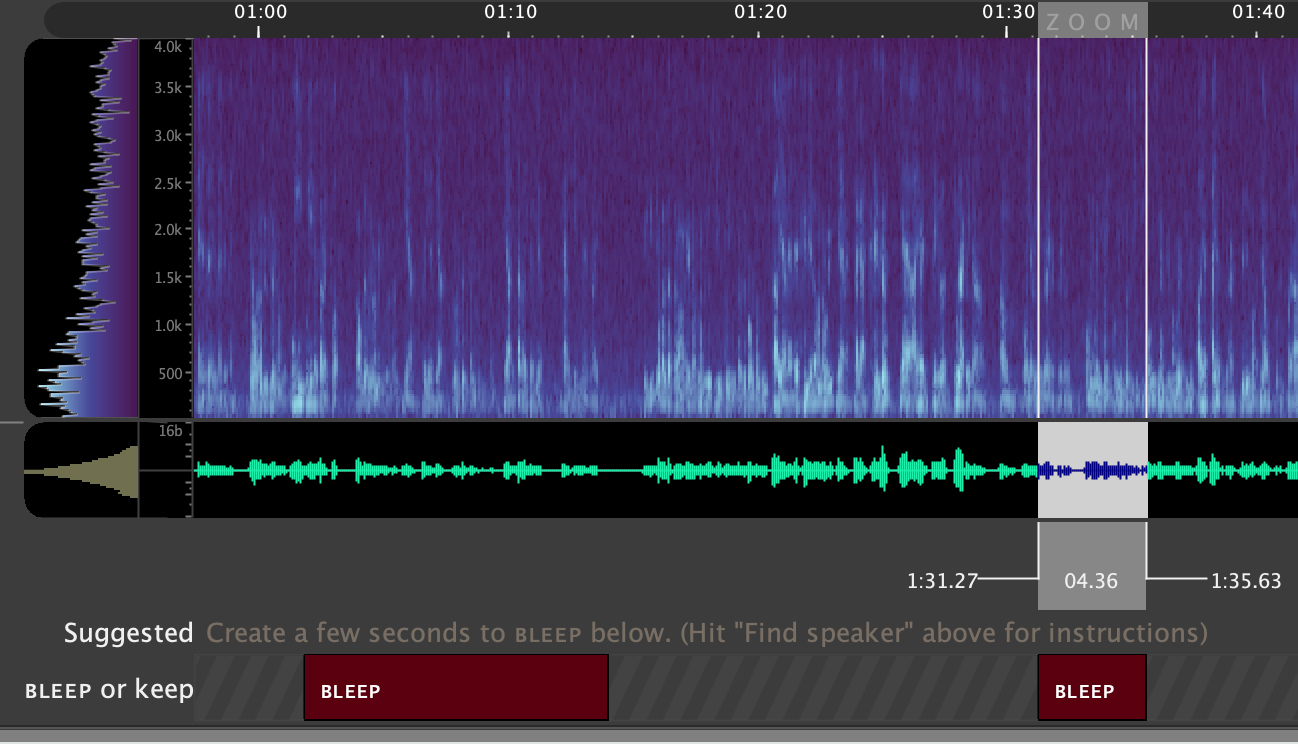 01:00 01:10 01:20 01:30 ZOOM 01:40
4.0k
3.5k
3.0k
2.5k
2.0k
1.5k
1.0k
500
16b
1:31.27 04.36 1:35.63
Suggested Create a few seconds to BLEEP below. (Hit "Find speaker" above for instructions)
BLEEP or keep BLEEP BLEEP